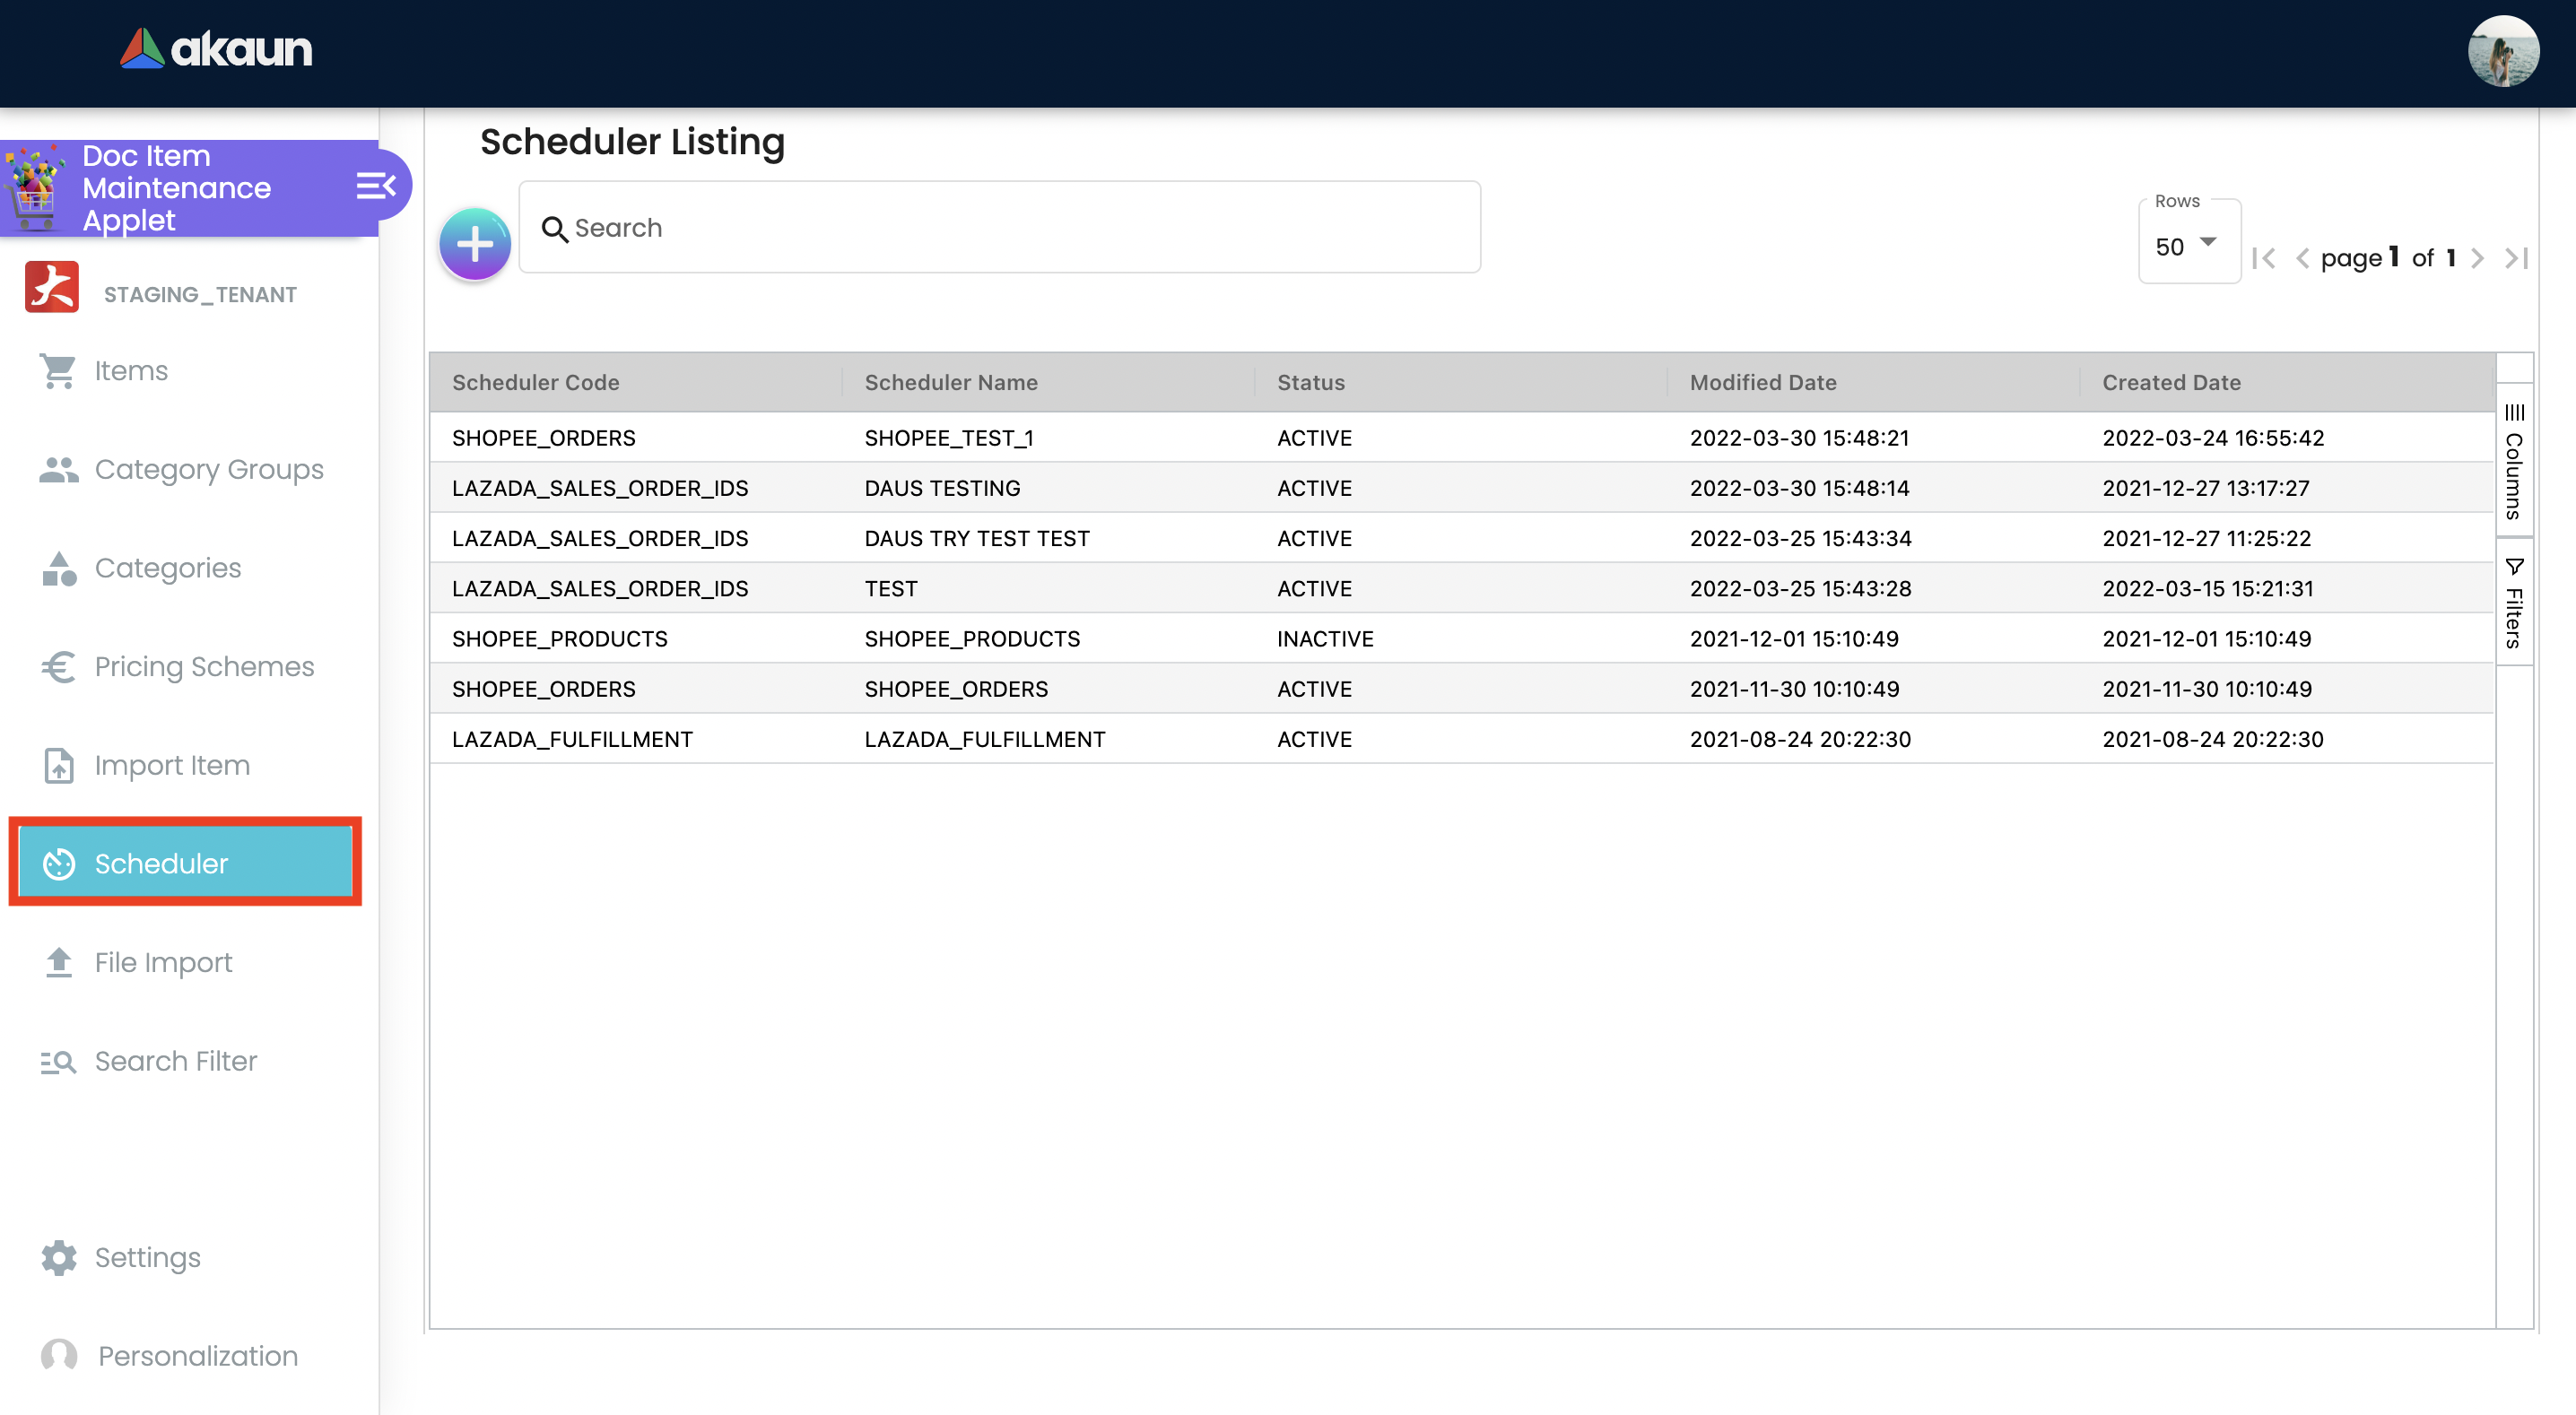 akaun
Doc Item
Maintenance
Applet
STAGING_TENANT
Items
Category Groups
Categories
Pricing Schemes
Import Item
Scheduler
File Import
Search Filter
Settings
Personalization
Scheduler Listing
Search
Rows
50
page 1 of 1
Scheduler Code Scheduler Name Status Modified Date Created Date
SHOPEE_ORDERS SHOPEE_TEST_1 ACTIVE 2022-03-30 15:48:21 2022-03-24 16:55:42
LAZADA_SALES_ORDER_IDS DAUS TESTING ACTIVE 2022-03-30 15:48:14 2021-12-27 13:17:27
LAZADA_SALES_ORDER_IDS DAUS TRY TEST TEST ACTIVE 2022-03-25 15:43:34 2021-12-27 11:25:22
LAZADA_SALES_ORDER_IDS TEST ACTIVE 2022-03-25 15:43:28 2022-03-15 15:21:31
SHOPEE_PRODUCTS SHOPEE_PRODUCTS INACTIVE 2021-12-01 15:10:49 2021-12-01 15:10:49
SHOPEE_ORDERS SHOPEE_ORDERS ACTIVE 2021-11-30 10:10:49 2021-11-30 10:10:49
LAZADA_FULFILLMENT LAZADA_FULFILLMENT ACTIVE 2021-08-24 20:22:30 2021-08-24 20:22:30
Columns
Filters